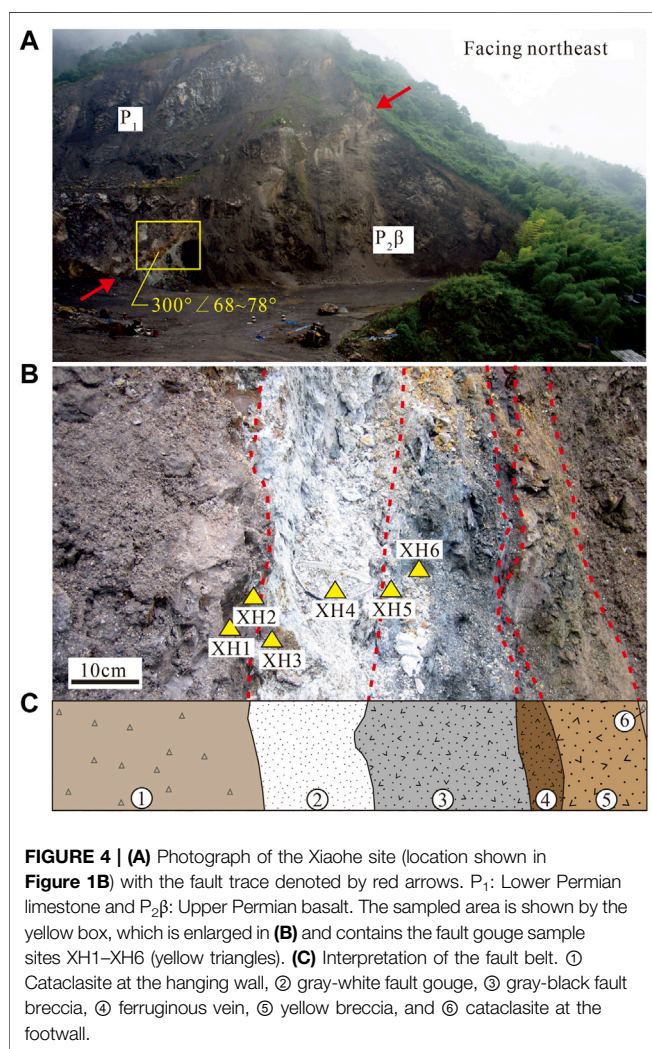 A
Facing northeast
P₁
P₂β
300° ∠ 68~78°
B
XH6
XH2
XH4
XH5
XH1
XH3
10cm
C
⑥
①
②
③
④
⑤
FIGURE 4 | (A) Photograph of the Xiaohe site (location shown in
Figure 1B) with the fault trace denoted by red arrows. P₁: Lower Permian
limestone and P₂β: Upper Permian basalt. The sampled area is shown by the
yellow box, which is enlarged in (B) and contains the fault gouge sample
sites XH1–XH6 (yellow triangles). (C) Interpretation of the fault belt. ①
Cataclasite at the hanging wall, ② gray-white fault gouge, ③ gray-black fault
breccia, ④ ferruginous vein, ⑤ yellow breccia, and ⑥ cataclasite at the
footwall.